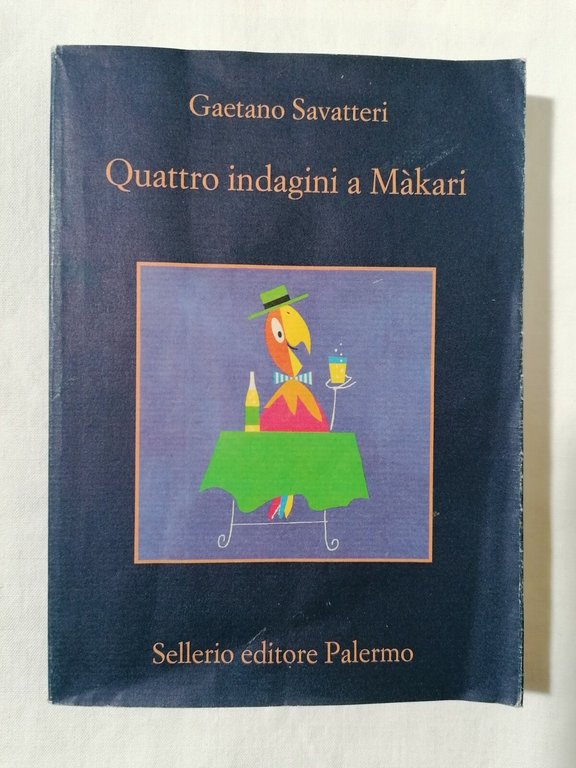 Gaetano Savatteri
Quattro indagini a Màkari
Sellerio editore Palermo